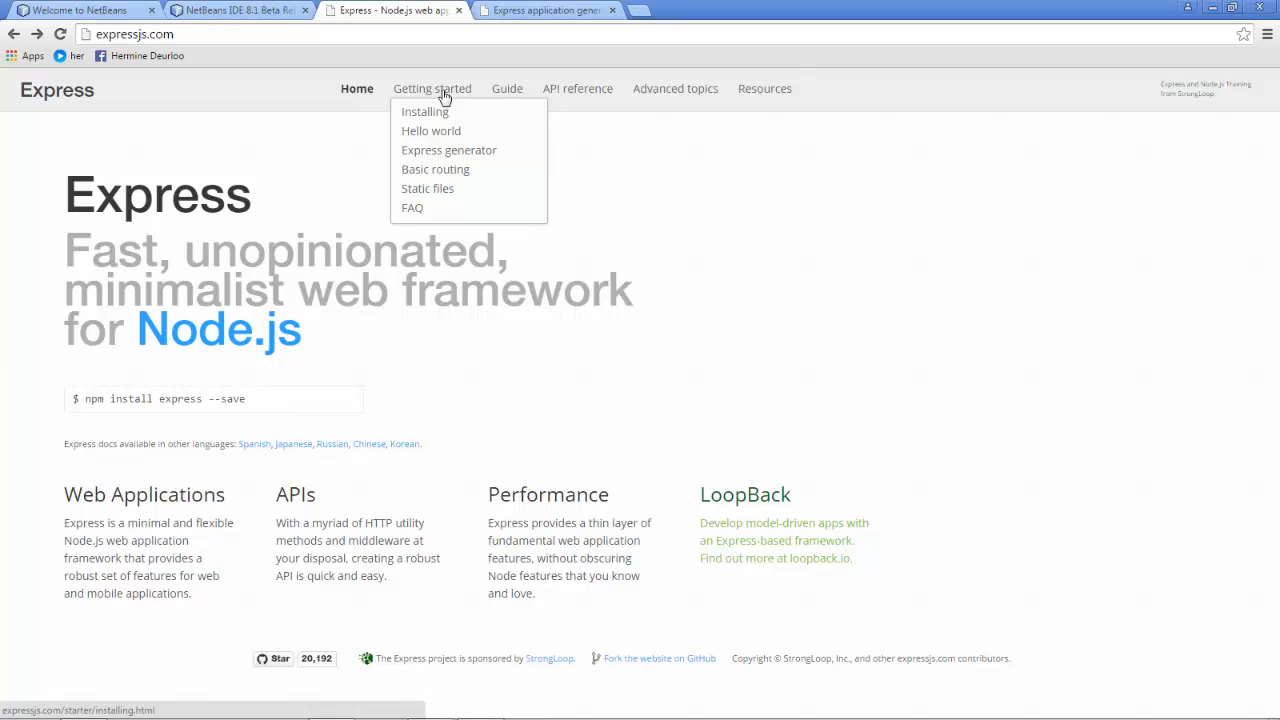 Welcome to NetBeans
NetBeans IDE 8.1 Beta Rel
Express - Node.js web app
Express application gener
expressjs.com
Apps
her
Hermine Deurloo
Express
Home
Getting started
Guide
API reference
Advanced topics
Resources
Express and Node.js Training
from StrongLoop
Installing
Hello world
Express generator
Basic routing
Static files
FAQ
Express
Fast, unopinionated,
minimalist web framework
for Node.js
$ npm install express --save
Express docs available in other languages: Spanish, Japanese, Russian, Chinese, Korean.
Web Applications
Express is a minimal and flexible
Node.js web application
framework that provides a
robust set of features for web
and mobile applications.
APIs
With a myriad of HTTP utility
methods and middleware at
your disposal, creating a robust
API is quick and easy.
Performance
Express provides a thin layer of
fundamental web application
features, without obscuring
Node features that you know
and love.
LoopBack
Develop model-driven apps with
an Express-based framework.
Find out more at loopback.io.
Star
20,192
The Express project is sponsored by StrongLoop.
Fork the website on GitHub
Copyright © StrongLoop, Inc., and other expressjs.com contributors.
expressjs.com/starter/installing.html